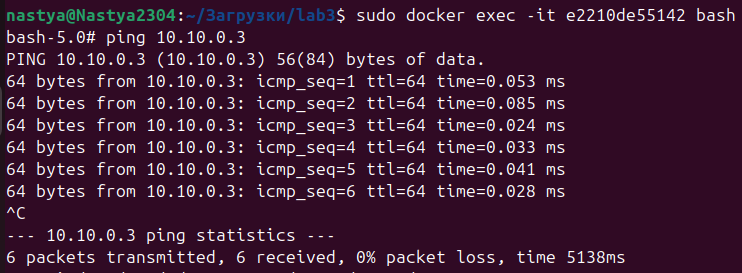 nastya@Nastya2304:~/Загрузки/lab3$ sudo docker exec -it e2210de55142 bash
bash-5.0# ping 10.10.0.3
PING 10.10.0.3 (10.10.0.3) 56(84) bytes of data.
64 bytes from 10.10.0.3: icmp_seq=1 ttl=64 time=0.053 ms
64 bytes from 10.10.0.3: icmp_seq=2 ttl=64 time=0.085 ms
64 bytes from 10.10.0.3: icmp_seq=3 ttl=64 time=0.024 ms
64 bytes from 10.10.0.3: icmp_seq=4 ttl=64 time=0.033 ms
64 bytes from 10.10.0.3: icmp_seq=5 ttl=64 time=0.041 ms
64 bytes from 10.10.0.3: icmp_seq=6 ttl=64 time=0.028 ms
^C
--- 10.10.0.3 ping statistics ---
6 packets transmitted, 6 received, 0% packet loss, time 5138ms